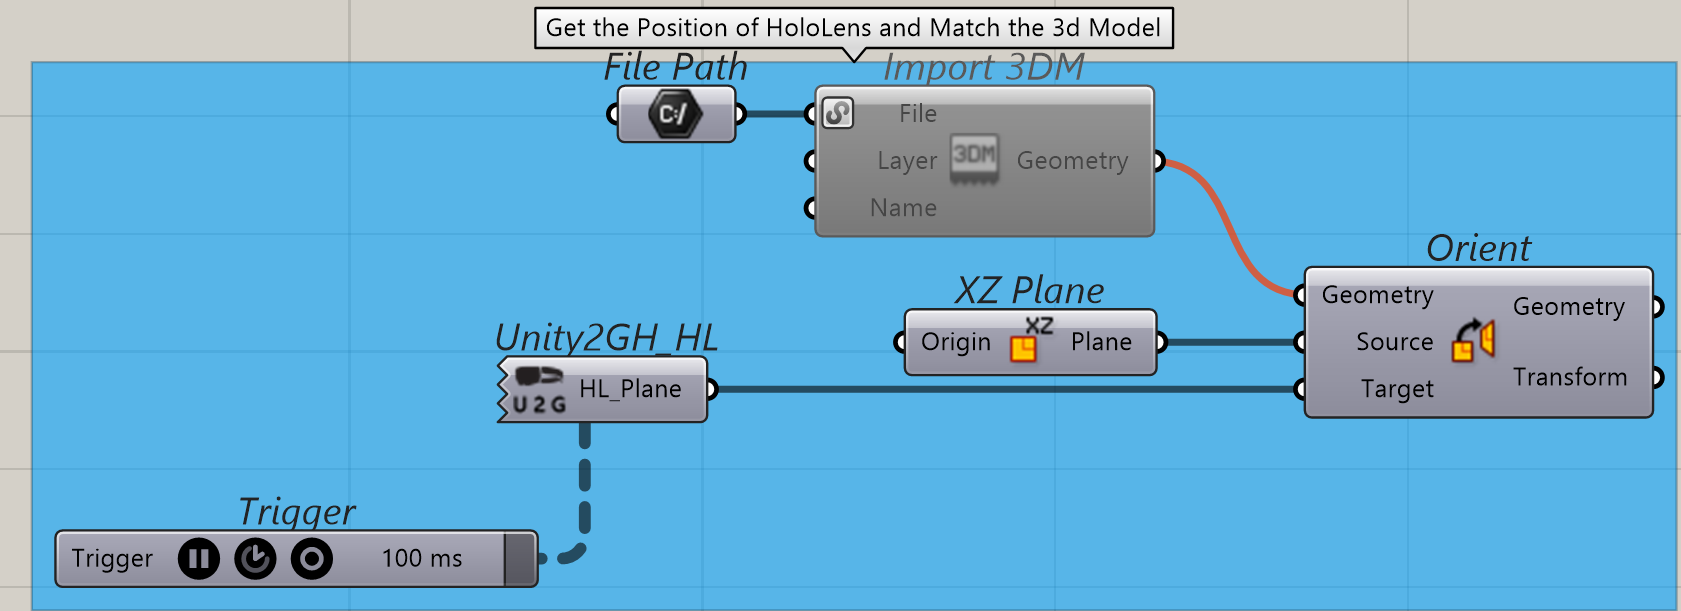 Get the Position of HoloLens and Match the 3d Model
File Path
C:/
Import 3DM
File
Layer
Name
3DM
Geometry
XZ Plane
Origin
XZ
Plane
Orient
Geometry
Source
Target
Geometry
Transform
Unity2GH_HL
U 2 G
HL_Plane
Trigger
Trigger
100 ms